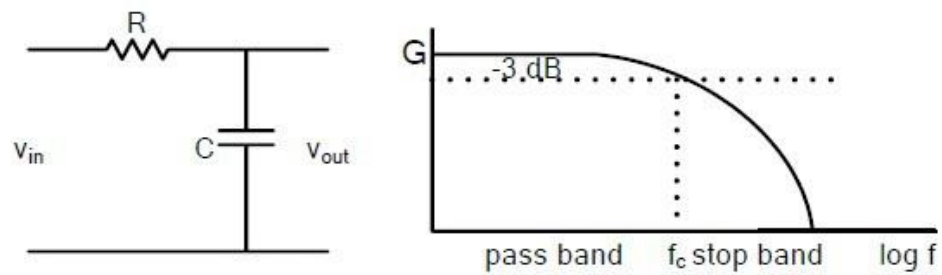 R
C
v_in
v_out
G
-3 dB
pass band
f_c stop band
log f